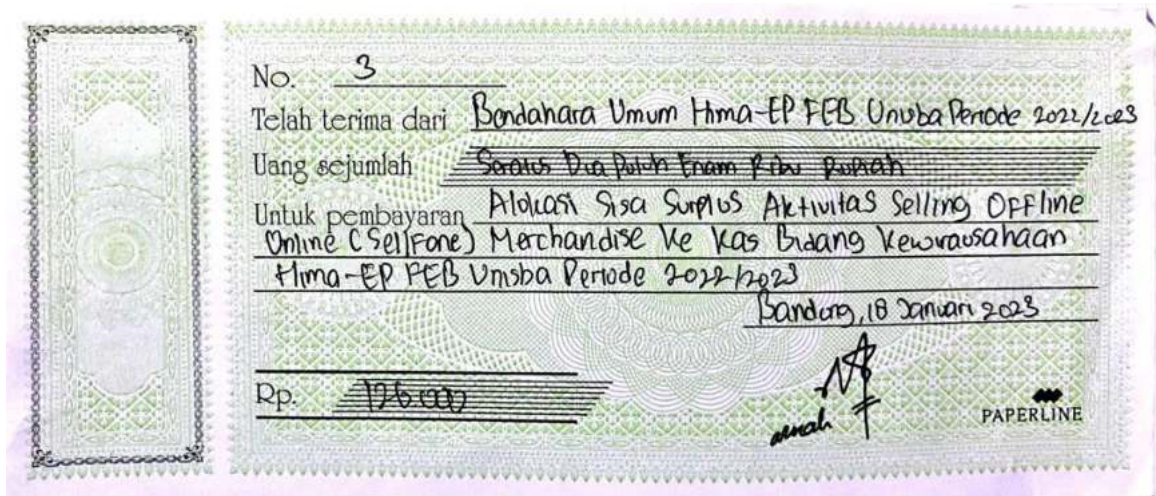 No. 3
Telah terima dari Bendahara Umum Hima-EP FEB Unisba Periode 2022/2023
Uang sejumlah Seratus Dua Puluh Enam Ribu Rupiah
Untuk pembayaran Alokasi Sisa Surplus Aktivitas Selling OFFline
Online (SellFone) Merchandise Ke Kas Bidang Kewirausahaan
Hima-EP FEB Unisba Periode 2022/2023
Bandung, 18 Januari 2023
Rp. 126.000
PAPERLINE